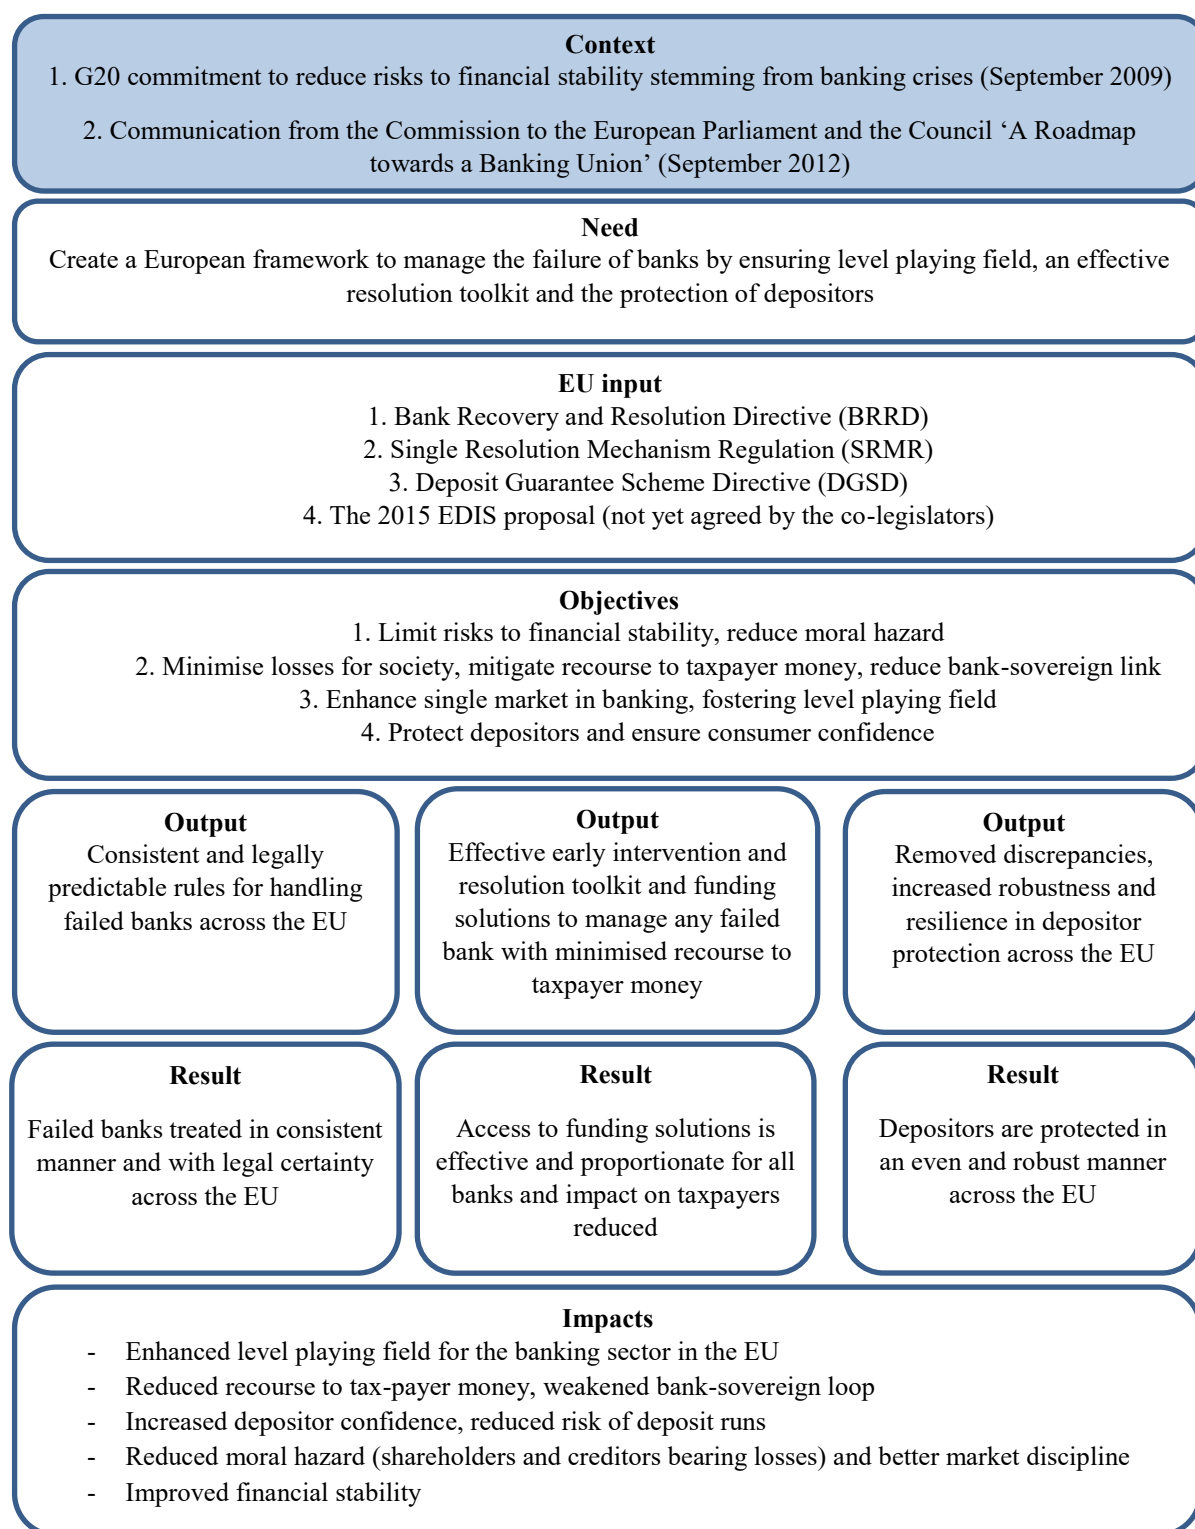 Context
1. G20 commitment to reduce risks to financial stability stemming from banking crises (September 2009)
2. Communication from the Commission to the European Parliament and the Council ‘A Roadmap
towards a Banking Union’ (September 2012)
Need
Create a European framework to manage the failure of banks by ensuring level playing field, an effective
resolution toolkit and the protection of depositors
EU input
1. Bank Recovery and Resolution Directive (BRRD)
2. Single Resolution Mechanism Regulation (SRMR)
3. Deposit Guarantee Scheme Directive (DGSD)
4. The 2015 EDIS proposal (not yet agreed by the co-legislators)
Objectives
1. Limit risks to financial stability, reduce moral hazard
2. Minimise losses for society, mitigate recourse to taxpayer money, reduce bank-sovereign link
3. Enhance single market in banking, fostering level playing field
4. Protect depositors and ensure consumer confidence
Output
Consistent and legally
predictable rules for handling
failed banks across the EU
Output
Effective early intervention and
resolution toolkit and funding
solutions to manage any failed
bank with minimised recourse to
taxpayer money
Output
Removed discrepancies,
increased robustness and
resilience in depositor
protection across the EU
Result
Failed banks treated in consistent
manner and with legal certainty
across the EU
Result
Access to funding solutions is
effective and proportionate for all
banks and impact on taxpayers
reduced
Result
Depositors are protected in
an even and robust manner
across the EU
Impacts
- Enhanced level playing field for the banking sector in the EU
- Reduced recourse to tax-payer money, weakened bank-sovereign loop
- Increased depositor confidence, reduced risk of deposit runs
- Reduced moral hazard (shareholders and creditors bearing losses) and better market discipline
- Improved financial stability